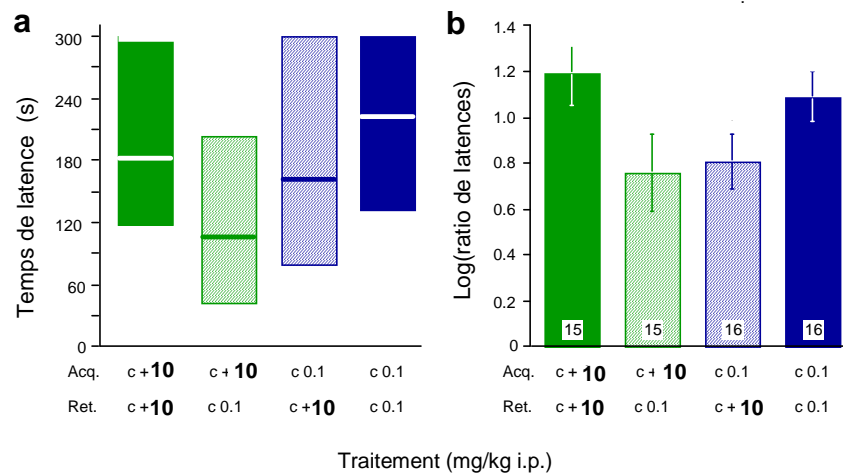 a
b
Temps de latence (s)
300
240
180
120
60
0
Acq. c + 10 c + 10 c 0.1 c 0.1
Ret. c + 10 c 0.1 c + 10 c 0.1
Log(ratio de latences)
1.4
1.2
1.0
0.8
0.6
0.4
0.2
0
15 15 16 16
c + 10 c + 10 c 0.1 c 0.1
c + 10 c 0.1 c + 10 c 0.1
Traitement (mg/kg i.p.)